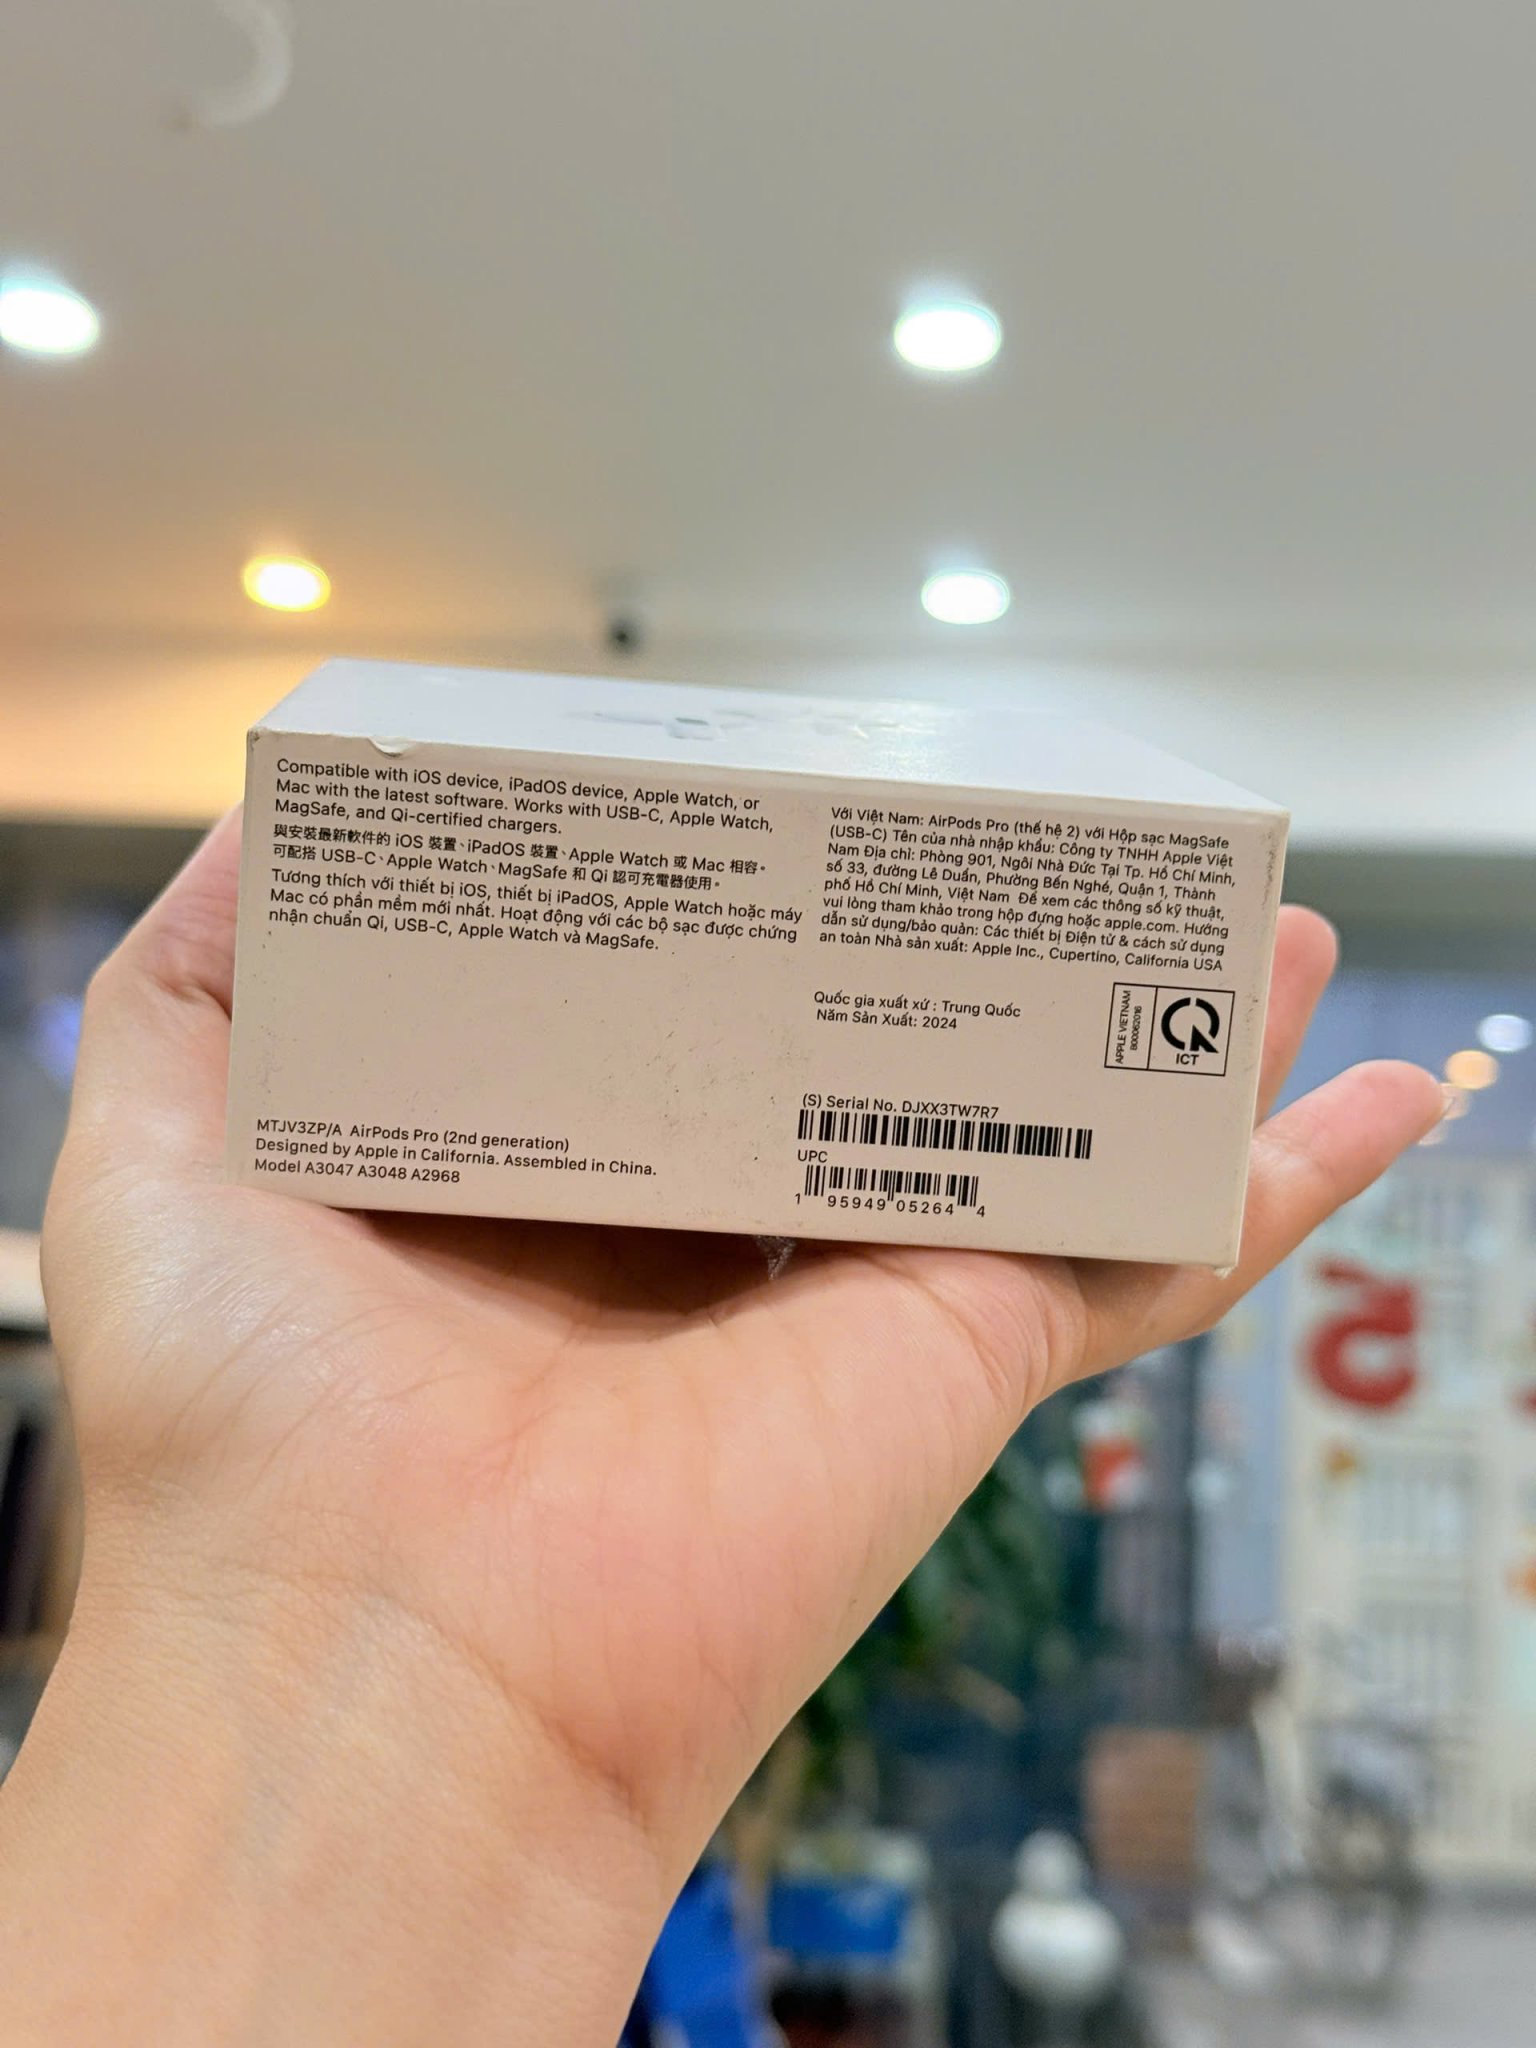 Compatible with iOS device, iPadOS device, Apple Watch, or
Mac with the latest software. Works with USB-C, Apple Watch,
MagSafe, and Qi-certified chargers.
與安裝最新軟件的 iOS 裝置、iPadOS 裝置、Apple Watch 或 Mac 相容。
可配搭 USB-C、Apple Watch、MagSafe 和 Qi 認可充電器使用。
Tương thích với thiết bị iOS, thiết bị iPadOS, Apple Watch hoặc máy
Mac có phần mềm mới nhất. Hoạt động với các bộ sạc được chứng
nhận chuẩn Qi, USB-C, Apple Watch và MagSafe.
MTJV3ZP/A AirPods Pro (2nd generation)
Designed by Apple in California. Assembled in China.
Model A3047 A3048 A2968
Với Việt Nam: AirPods Pro (thế hệ 2) với Hộp sạc MagSafe
(USB-C) Tên của nhà nhập khẩu: Công ty TNHH Apple Việt
Nam Địa chỉ: Phòng 901, Ngôi Nhà Đức Tại Tp. Hồ Chí Minh,
số 33, đường Lê Duẩn, Phường Bến Nghé, Quận 1, Thành
phố Hồ Chí Minh, Việt Nam Để xem các thông số kỹ thuật,
vui lòng tham khảo trong hộp đựng hoặc apple.com. Hướng
dẫn sử dụng/bảo quản: Các thiết bị Điện tử & cách sử dụng
an toàn Nhà sản xuất: Apple Inc., Cupertino, California USA
Quốc gia xuất xứ : Trung Quốc
Năm Sản Xuất: 2024
APPLE VIETNAM
B00062016
ICT
(S) Serial No. DJXX3TW7R7
UPC
1 95949 05264 4